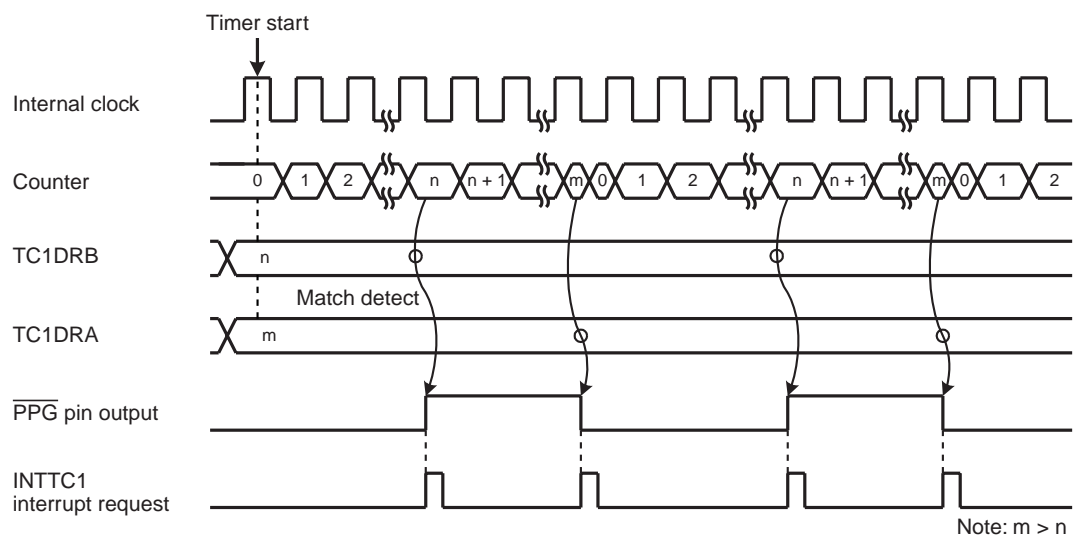 Timer start
Internal clock
Counter
0 1 2 n n + 1 m 0 1 2 n n + 1 m 0 1 2
TC1DRB
n
Match detect
TC1DRA
m
PPG pin output
INTTC1
interrupt request
Note: m > n